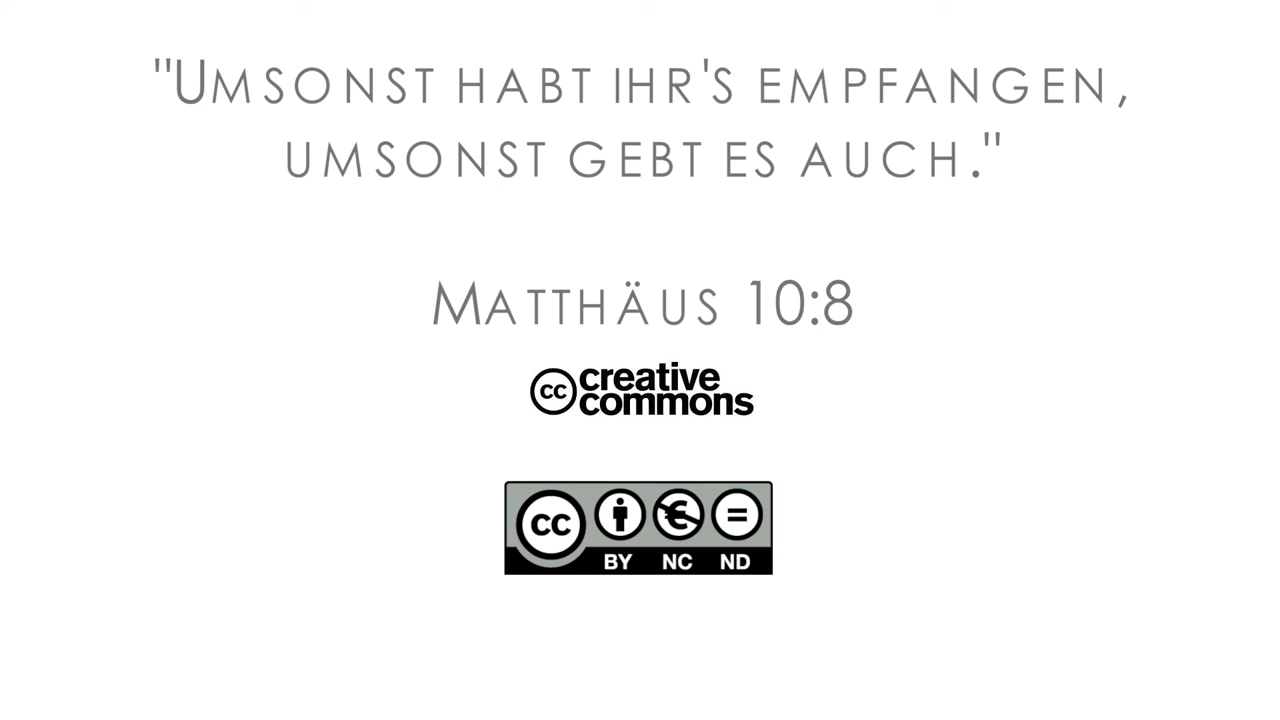 "Umsonst habt ihr's empfangen,
umsonst gebt es auch."
Matthäus 10:8
cc creative
commons
cc BY NC ND